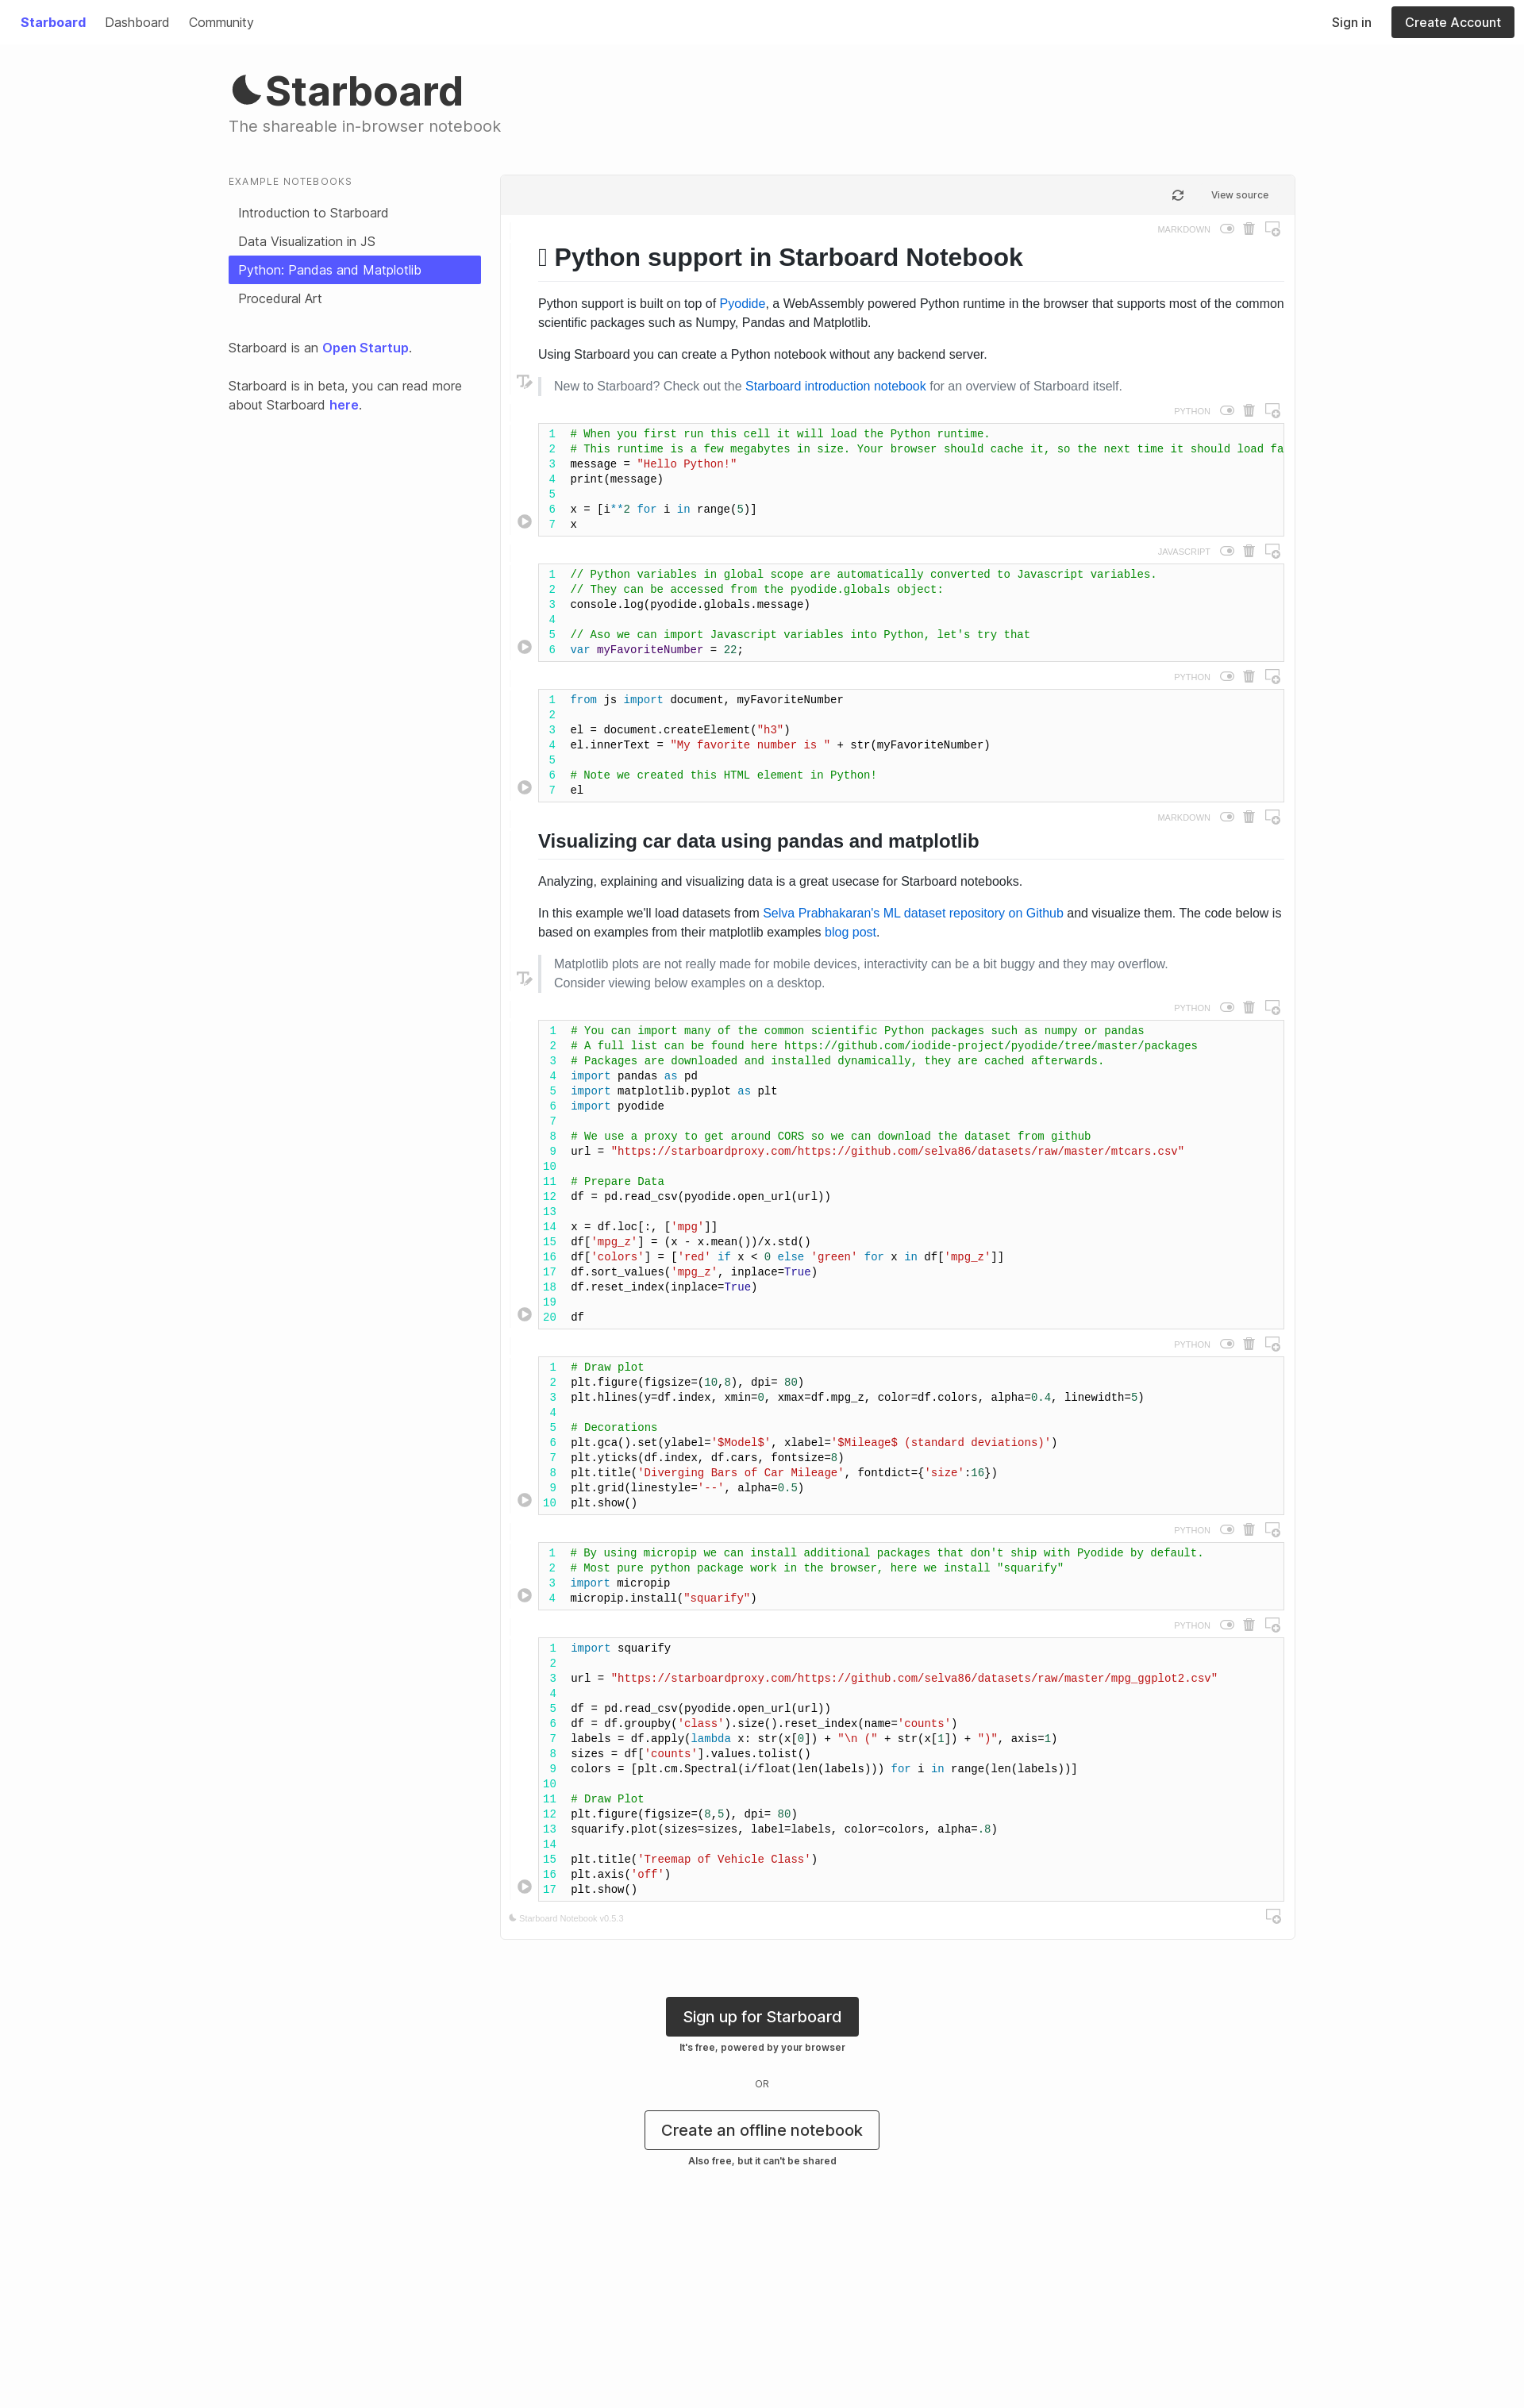 Starboard Dashboard Community Sign in Create Account
Starboard
The shareable in-browser notebook
EXAMPLE NOTEBOOKS
Introduction to Starboard
Data Visualization in JS
Python: Pandas and Matplotlib
Procedural Art
Starboard is an Open Startup.
Starboard is in beta, you can read more
about Starboard here.
View source
MARKDOWN
Python support in Starboard Notebook
Python support is built on top of Pyodide, a WebAssembly powered Python runtime in the browser that supports most of the common
scientific packages such as Numpy, Pandas and Matplotlib.
Using Starboard you can create a Python notebook without any backend server.
New to Starboard? Check out the Starboard introduction notebook for an overview of Starboard itself.
PYTHON
1 # When you first run this cell it will load the Python runtime.
2 # This runtime is a few megabytes in size. Your browser should cache it, so the next time it should load fa
3 message = "Hello Python!"
4 print(message)
5
6 x = [i**2 for i in range(5)]
7 x
JAVASCRIPT
1 // Python variables in global scope are automatically converted to Javascript variables.
2 // They can be accessed from the pyodide.globals object:
3 console.log(pyodide.globals.message)
4
5 // Aso we can import Javascript variables into Python, let's try that
6 var myFavoriteNumber = 22;
PYTHON
1 from js import document, myFavoriteNumber
2
3 el = document.createElement("h3")
4 el.innerText = "My favorite number is " + str(myFavoriteNumber)
5
6 # Note we created this HTML element in Python!
7 el
MARKDOWN
Visualizing car data using pandas and matplotlib
Analyzing, explaining and visualizing data is a great usecase for Starboard notebooks.
In this example we'll load datasets from Selva Prabhakaran's ML dataset repository on Github and visualize them. The code below is
based on examples from their matplotlib examples blog post.
Matplotlib plots are not really made for mobile devices, interactivity can be a bit buggy and they may overflow.
Consider viewing below examples on a desktop.
PYTHON
1 # You can import many of the common scientific Python packages such as numpy or pandas
2 # A full list can be found here https://github.com/iodide-project/pyodide/tree/master/packages
3 # Packages are downloaded and installed dynamically, they are cached afterwards.
4 import pandas as pd
5 import matplotlib.pyplot as plt
6 import pyodide
7
8 # We use a proxy to get around CORS so we can download the dataset from github
9 url = "https://starboardproxy.com/https://github.com/selva86/datasets/raw/master/mtcars.csv"
10
11 # Prepare Data
12 df = pd.read_csv(pyodide.open_url(url))
13
14 x = df.loc[:, ['mpg']]
15 df['mpg_z'] = (x - x.mean())/x.std()
16 df['colors'] = ['red' if x < 0 else 'green' for x in df['mpg_z']]
17 df.sort_values('mpg_z', inplace=True)
18 df.reset_index(inplace=True)
19
20 df
PYTHON
1 # Draw plot
2 plt.figure(figsize=(10,8), dpi= 80)
3 plt.hlines(y=df.index, xmin=0, xmax=df.mpg_z, color=df.colors, alpha=0.4, linewidth=5)
4
5 # Decorations
6 plt.gca().set(ylabel='$Model$', xlabel='$Mileage$ (standard deviations)')
7 plt.yticks(df.index, df.cars, fontsize=8)
8 plt.title('Diverging Bars of Car Mileage', fontdict={'size':16})
9 plt.grid(linestyle='--', alpha=0.5)
10 plt.show()
PYTHON
1 # By using micropip we can install additional packages that don't ship with Pyodide by default.
2 # Most pure python package work in the browser, here we install "squarify"
3 import micropip
4 micropip.install("squarify")
PYTHON
1 import squarify
2
3 url = "https://starboardproxy.com/https://github.com/selva86/datasets/raw/master/mpg_ggplot2.csv"
4
5 df = pd.read_csv(pyodide.open_url(url))
6 df = df.groupby('class').size().reset_index(name='counts')
7 labels = df.apply(lambda x: str(x[0]) + "\n (" + str(x[1]) + ")", axis=1)
8 sizes = df['counts'].values.tolist()
9 colors = [plt.cm.Spectral(i/float(len(labels))) for i in range(len(labels))]
10
11 # Draw Plot
12 plt.figure(figsize=(8,5), dpi= 80)
13 squarify.plot(sizes=sizes, label=labels, color=colors, alpha=.8)
14
15 plt.title('Treemap of Vehicle Class')
16 plt.axis('off')
17 plt.show()
Starboard Notebook v0.5.3
Sign up for Starboard
It's free, powered by your browser
OR
Create an offline notebook
Also free, but it can't be shared